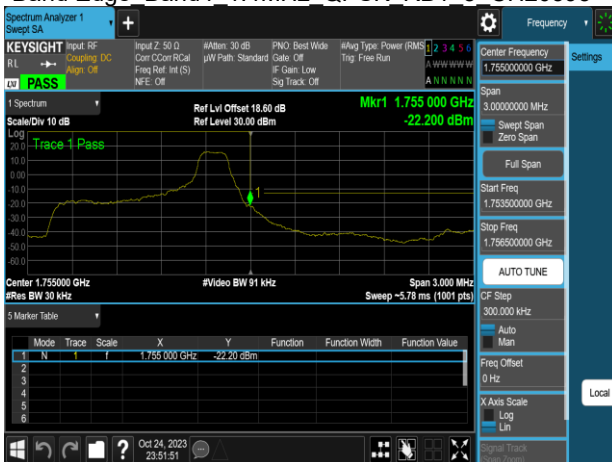 Spectrum Analyzer 1
Swept SA
+
Frequency
Settings
KEYSIGHT
RL
PASS
Input: RF
Coupling: DC
Align: Off
Input Z: 50 Ω
Corr CCorr RCal
Freq Ref: Int (S)
NFE: Off
#Atten: 30 dB
µW Path: Standard
PNO: Best Wide
Gate: Off
IF Gain: Low
Sig Track: Off
#Avg Type: Power (RMS
Trig: Free Run
1 2 3 4 5 6
A W W W W W
A N N N N N
1 Spectrum
Scale/Div 10 dB
Ref Lvl Offset 18.60 dB
Ref Level 30.00 dBm
Mkr1 1.755 000 GHz
-22.200 dBm
Log
Trace 1 Pass
20.0
10.0
0.00
-10.0
-20.0
-30.0
-40.0
-50.0
-60.0
1
Center 1.755000 GHz
#Res BW 30 kHz
#Video BW 91 kHz
Span 3.000 MHz
Sweep ~5.78 ms (1001 pts)
5 Marker Table
Mode Trace Scale X Y Function Function Width Function Value
1 N 1 f 1.755 000 GHz -22.20 dBm
2
3
4
5
6
Center Frequency
1.755000000 GHz
Span
3.00000000 MHz
Swept Span
Zero Span
Full Span
Start Freq
1.753500000 GHz
Stop Freq
1.756500000 GHz
AUTO TUNE
CF Step
300.000 kHz
Auto
Man
Freq Offset
0 Hz
X Axis Scale
Log
Lin
Signal Track
(Span Zoom)
Local
?
Oct 24, 2023
23:51:51